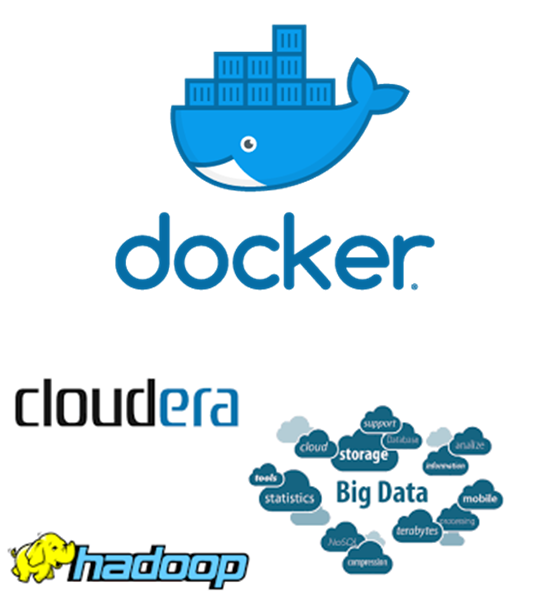 docker
cloudera
support
Database
cloud
storage
analize
information
tools
statistics
Big Data
mobile
processing
terabytes
NoSQL
compression
hadoop